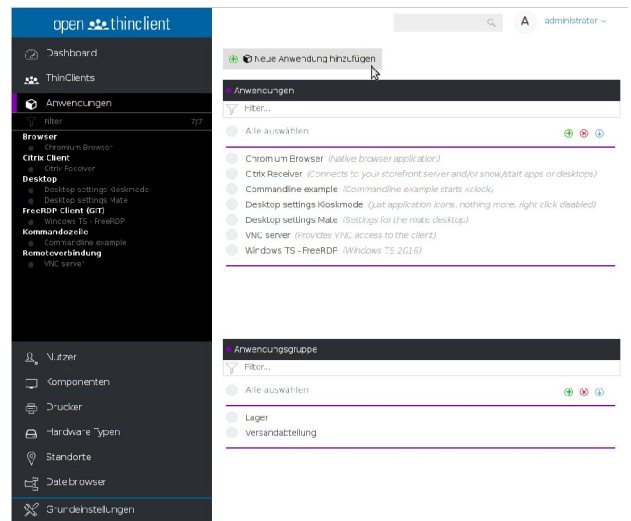 open thinclient
A administrator
Dashboard
ThinClients
Anwendungen
Filter 7/7
Browser
Chromium Browser
Citrix Client
Citrix Receiver
Desktop
Desktop settings Kioskmode
Desktop settings Mate
FreeRDP Client (GIT)
Windows TS - FreeRDP
Kommandozeile
Commandline example
Remoteverbindung
VNC server
Nutzer
Komponenten
Drucker
Hardware Typen
Standorte
Datebrowser
Grundeinstellungen
Neue Anwendung hinzufügen
Anwendungen
Filter...
Alle auswählen
Chromium Browser (Native browser application)
Citrix Receiver (Connects to your storefront server and/or show/start apps or desktops)
Commandline example (Commandline example starts xclock)
Desktop settings Kioskmode (just application icons, nothing more, right click disabled)
Desktop settings Mate (Settings for the mate desktop)
VNC server (Provides VNC access to the client)
Windows TS - FreeRDP (Windows TS 2016)
Anwendungsgruppe
Filter...
Alle auswählen
Lager
Versandabteilung